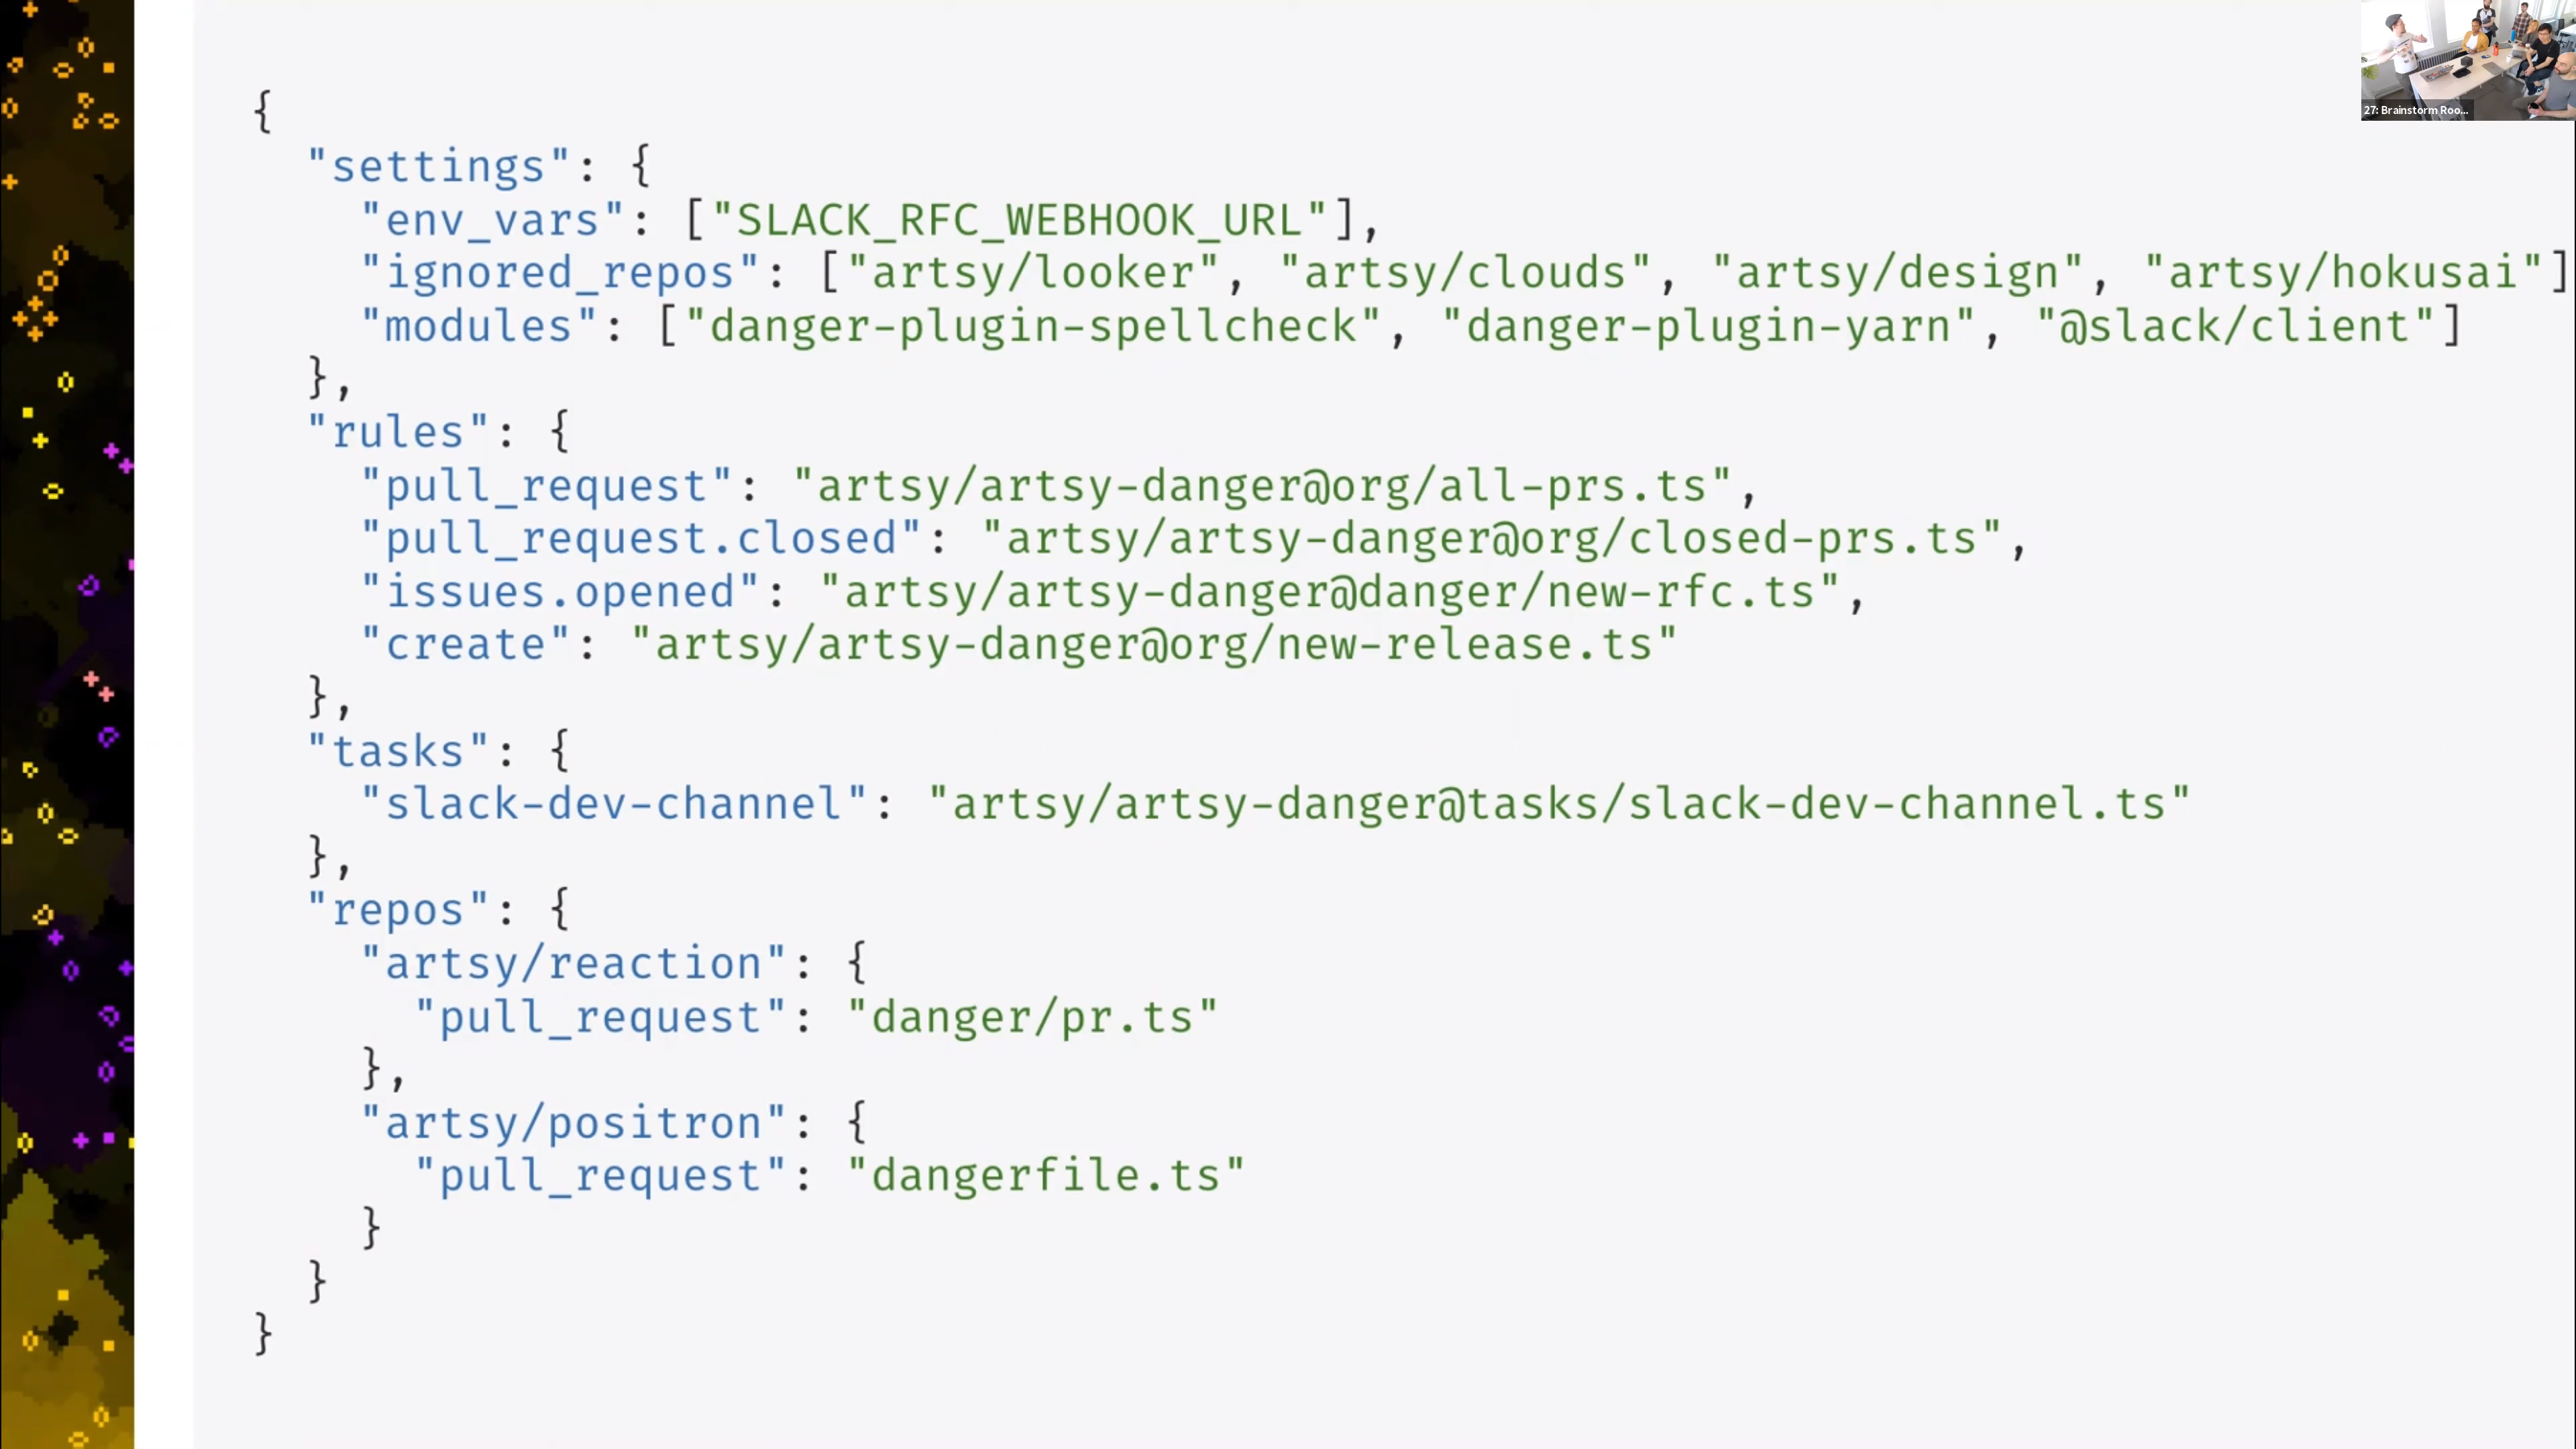 {
"settings": {
"env_vars": ["SLACK_RFC_WEBHOOK_URL"],
"ignored_repos": ["artsy/looker", "artsy/clouds", "artsy/design", "artsy/hokusai"]
"modules": ["danger-plugin-spellcheck", "danger-plugin-yarn", "@slack/client"]
},
"rules": {
"pull_request": "artsy/artsy-danger@org/all-prs.ts",
"pull_request.closed": "artsy/artsy-danger@org/closed-prs.ts",
"issues.opened": "artsy/artsy-danger@danger/new-rfc.ts",
"create": "artsy/artsy-danger@org/new-release.ts"
},
"tasks": {
"slack-dev-channel": "artsy/artsy-danger@tasks/slack-dev-channel.ts"
},
"repos": {
"artsy/reaction": {
"pull_request": "danger/pr.ts"
},
"artsy/positron": {
"pull_request": "dangerfile.ts"
}
}
}
27: Brainstorm Roo...